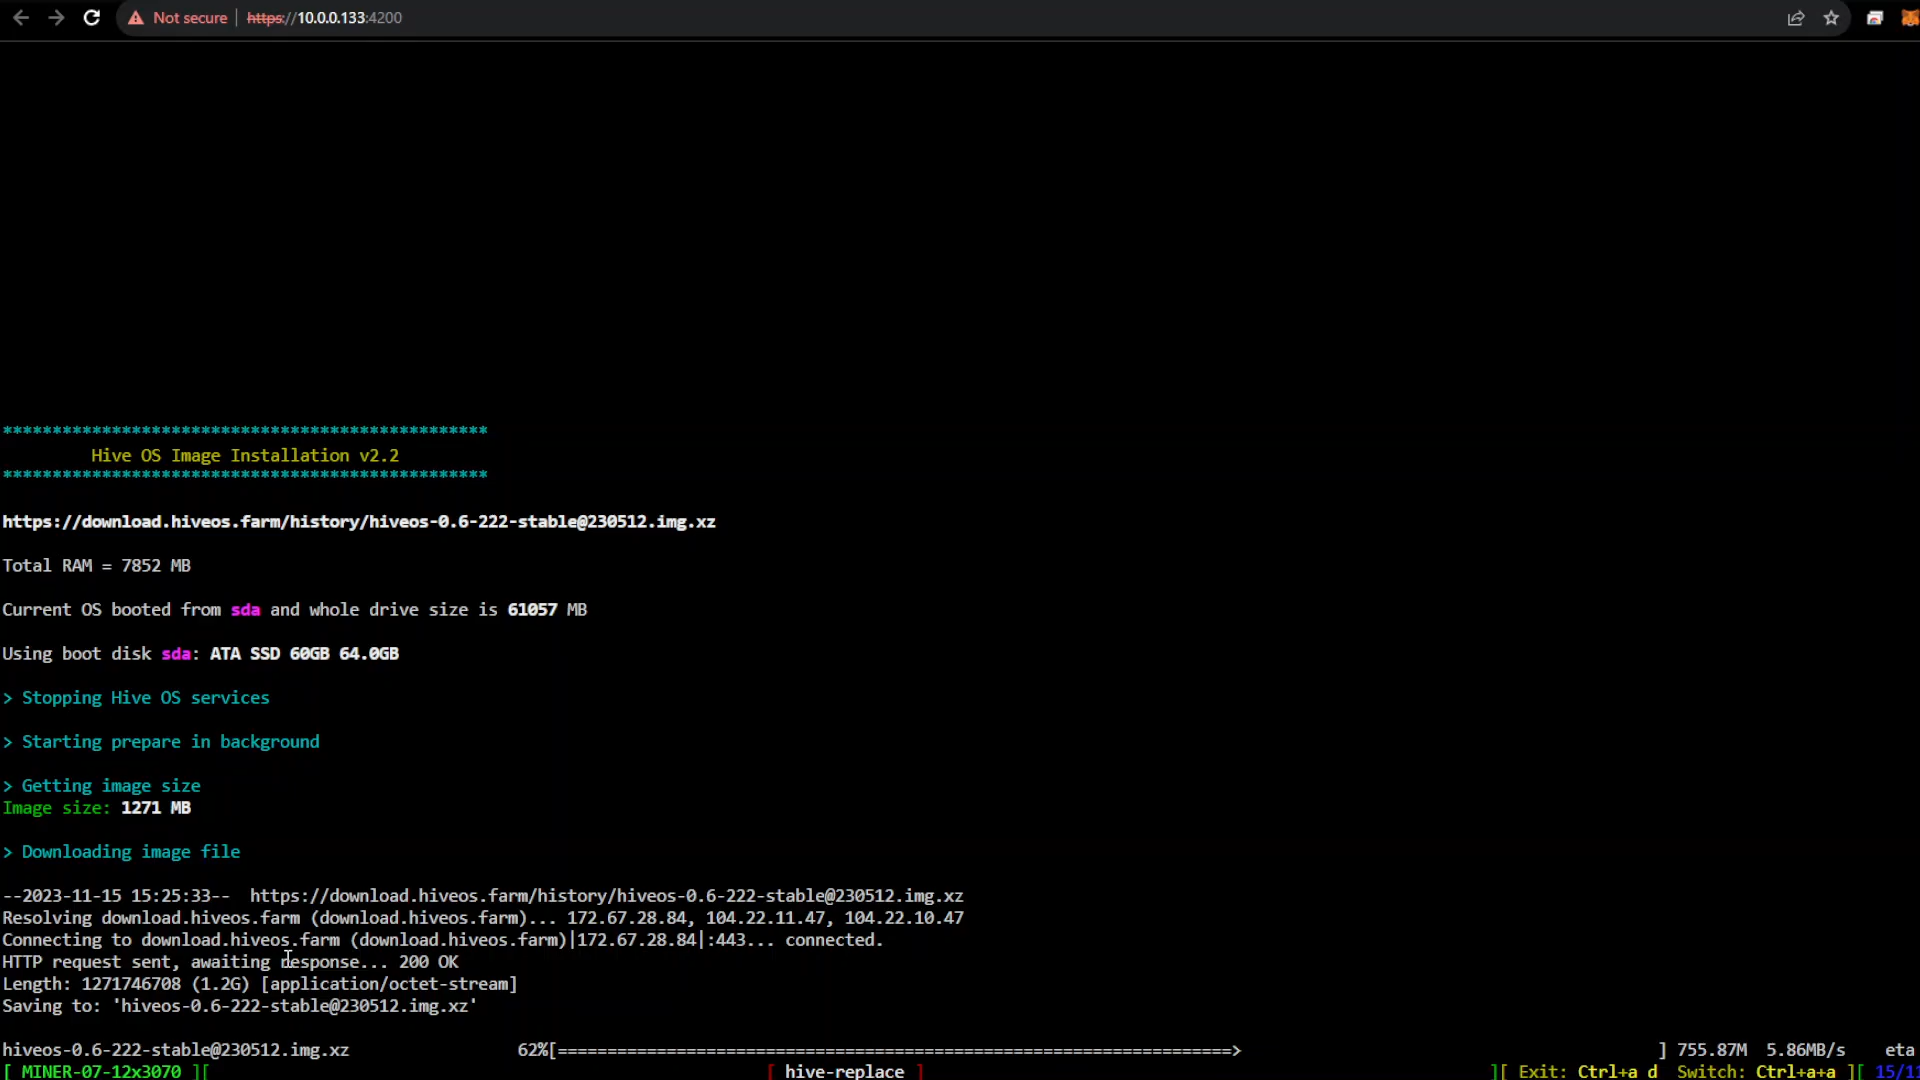 Not secure | https://10.0.0.133:4200
*************************************************
Hive OS Image Installation v2.2
*************************************************
https://download.hiveos.farm/history/hiveos-0.6-222-stable@230512.img.xz
Total RAM = 7852 MB
Current OS booted from sda and whole drive size is 61057 MB
Using boot disk sda: ATA SSD 60GB 64.0GB
> Stopping Hive OS services
> Starting prepare in background
> Getting image size
Image size: 1271 MB
> Downloading image file
--2023-11-15 15:25:33--  https://download.hiveos.farm/history/hiveos-0.6-222-stable@230512.img.xz
Resolving download.hiveos.farm (download.hiveos.farm)... 172.67.28.84, 104.22.11.47, 104.22.10.47
Connecting to download.hiveos.farm (download.hiveos.farm)|172.67.28.84|:443... connected.
HTTP request sent, awaiting response... 200 OK
Length: 1271746708 (1.2G) [application/octet-stream]
Saving to: 'hiveos-0.6-222-stable@230512.img.xz'
hiveos-0.6-222-stable@230512.img.xz 62%[====================================================================> ] 755.87M 5.86MB/s eta
[ MINER-07-12x3070 ][ [ hive-replace ] ][ Exit: Ctrl+a d Switch: Ctrl+a+a ][ 15/11